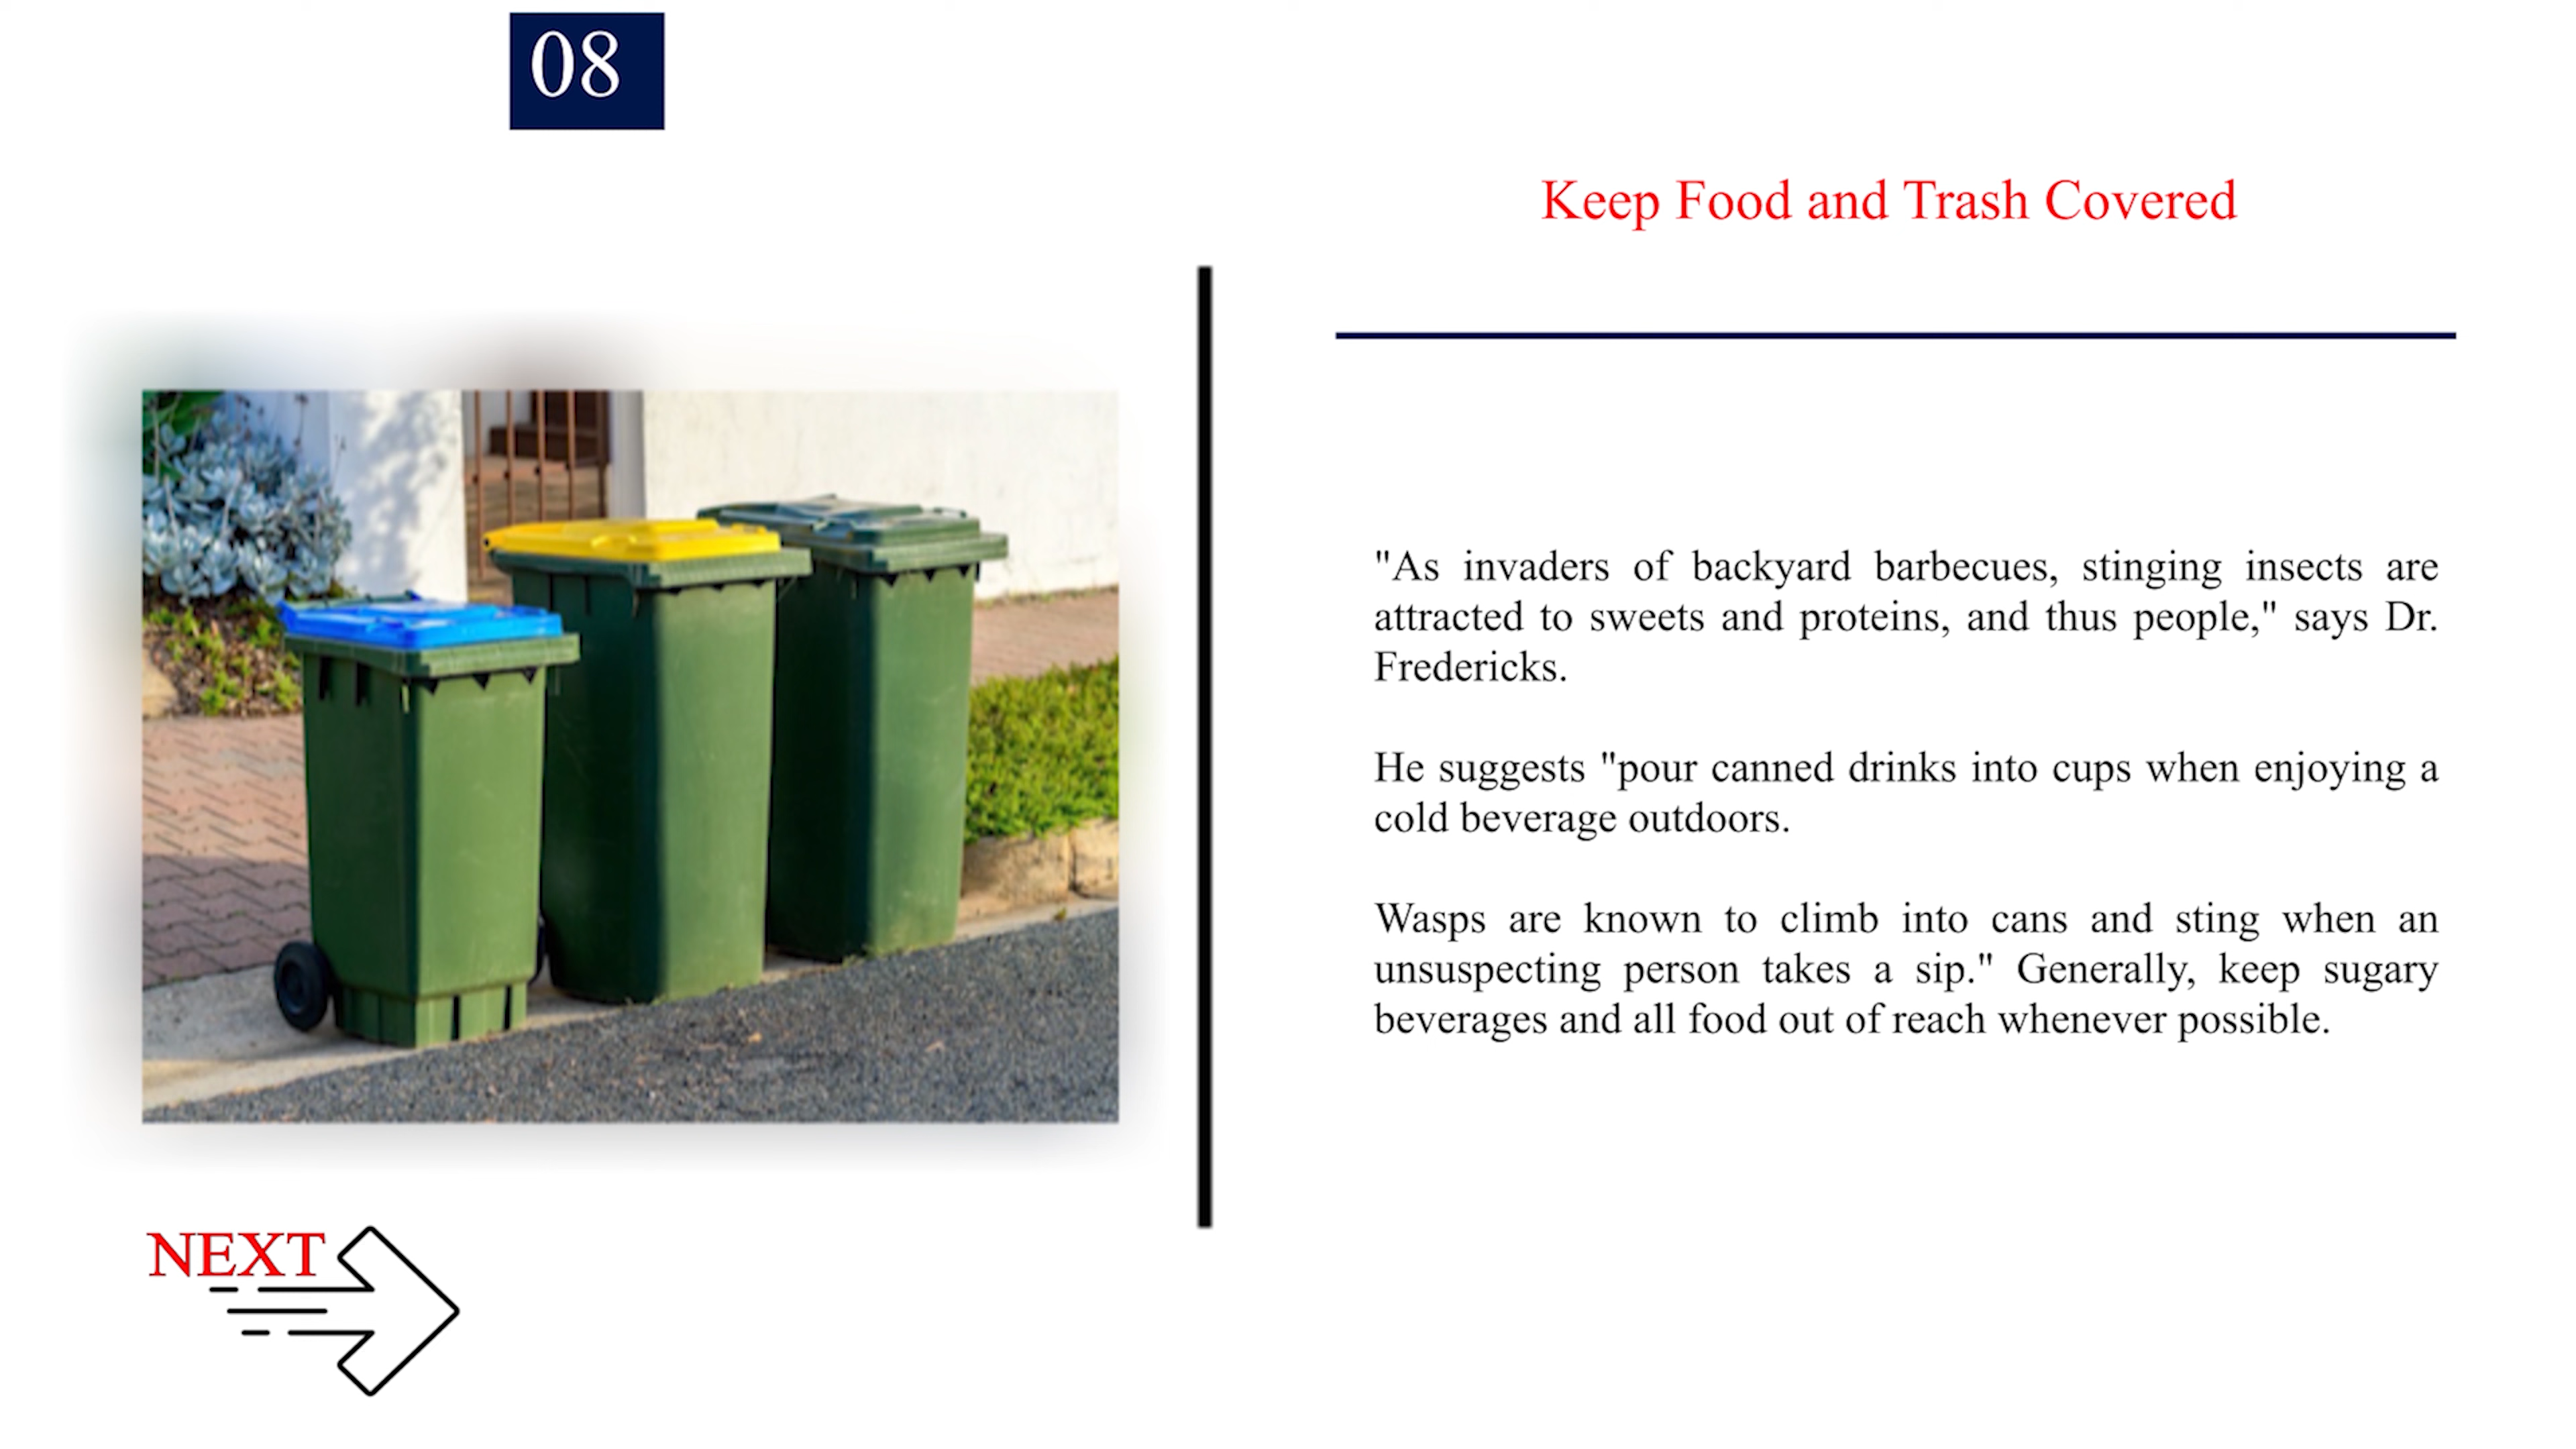 08
Keep Food and Trash Covered
"As invaders of backyard barbecues, stinging insects are
attracted to sweets and proteins, and thus people," says Dr.
Fredericks.
He suggests "pour canned drinks into cups when enjoying a
cold beverage outdoors.
Wasps are known to climb into cans and sting when an
unsuspecting person takes a sip." Generally, keep sugary
beverages and all food out of reach whenever possible.
NEXT